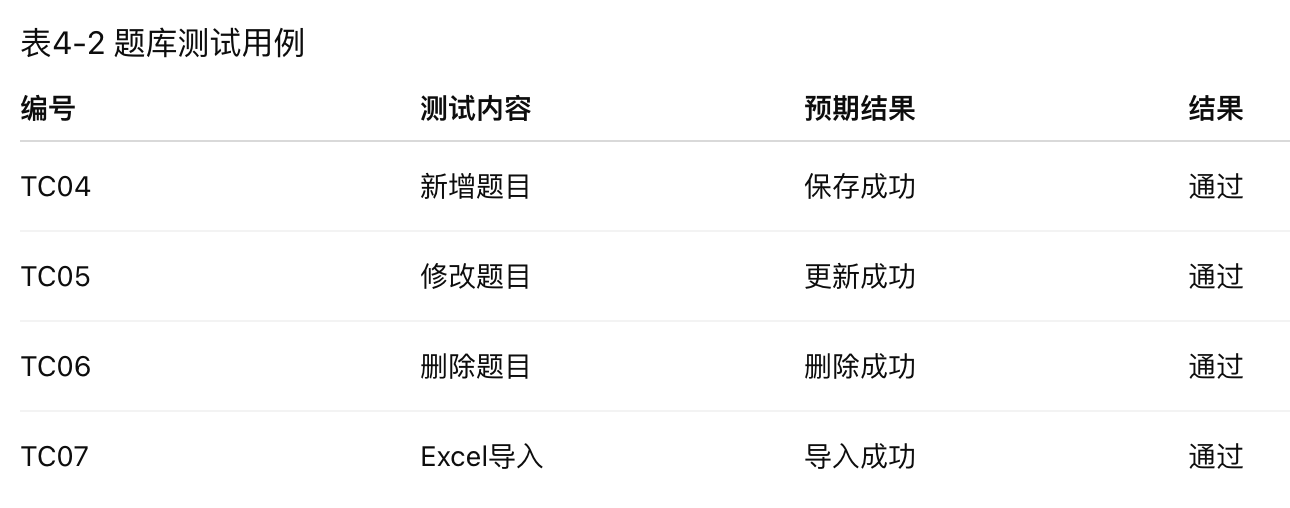 表4-2 题库测试用例
编号 测试内容 预期结果 结果
TC04 新增题目 保存成功 通过
TC05 修改题目 更新成功 通过
TC06 删除题目 删除成功 通过
TC07 Excel导入 导入成功 通过